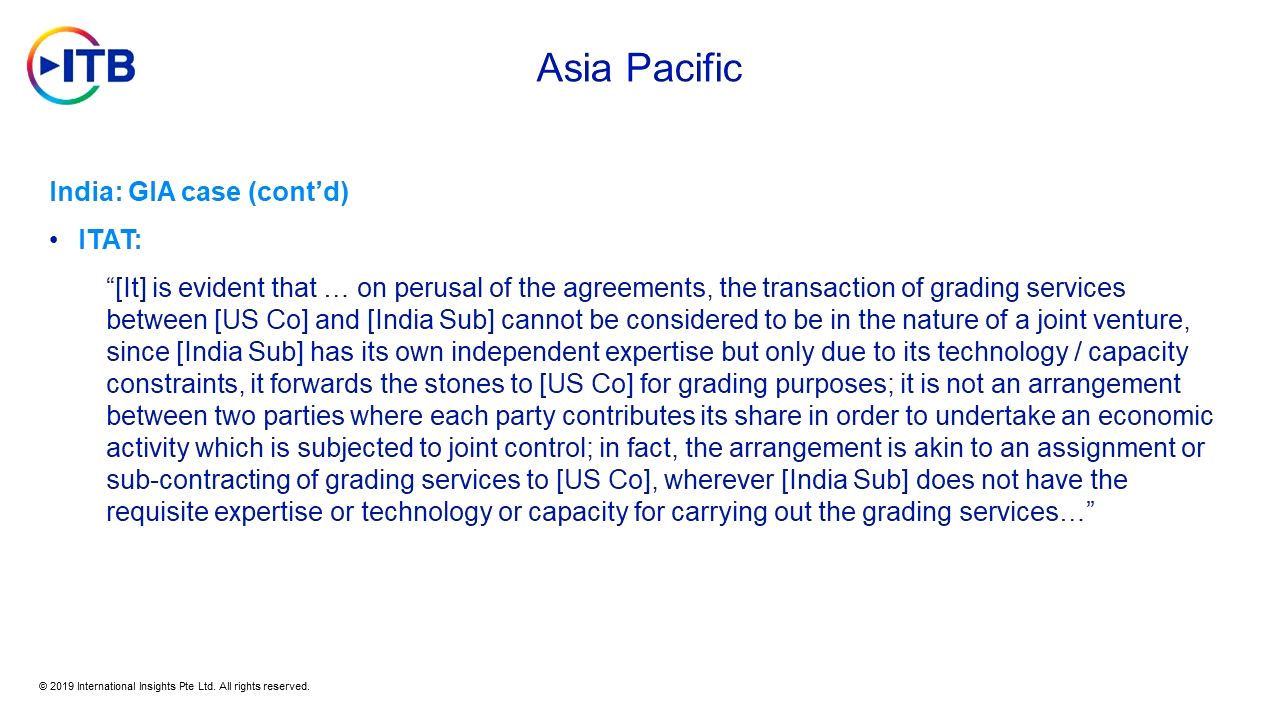 ITB
Asia Pacific
India: GIA case (cont’d)
• ITAT:
“[It] is evident that … on perusal of the agreements, the transaction of grading services
between [US Co] and [India Sub] cannot be considered to be in the nature of a joint venture,
since [India Sub] has its own independent expertise but only due to its technology / capacity
constraints, it forwards the stones to [US Co] for grading purposes; it is not an arrangement
between two parties where each party contributes its share in order to undertake an economic
activity which is subjected to joint control; in fact, the arrangement is akin to an assignment or
sub-contracting of grading services to [US Co], wherever [India Sub] does not have the
requisite expertise or technology or capacity for carrying out the grading services…”
© 2019 International Insights Pte Ltd. All rights reserved.